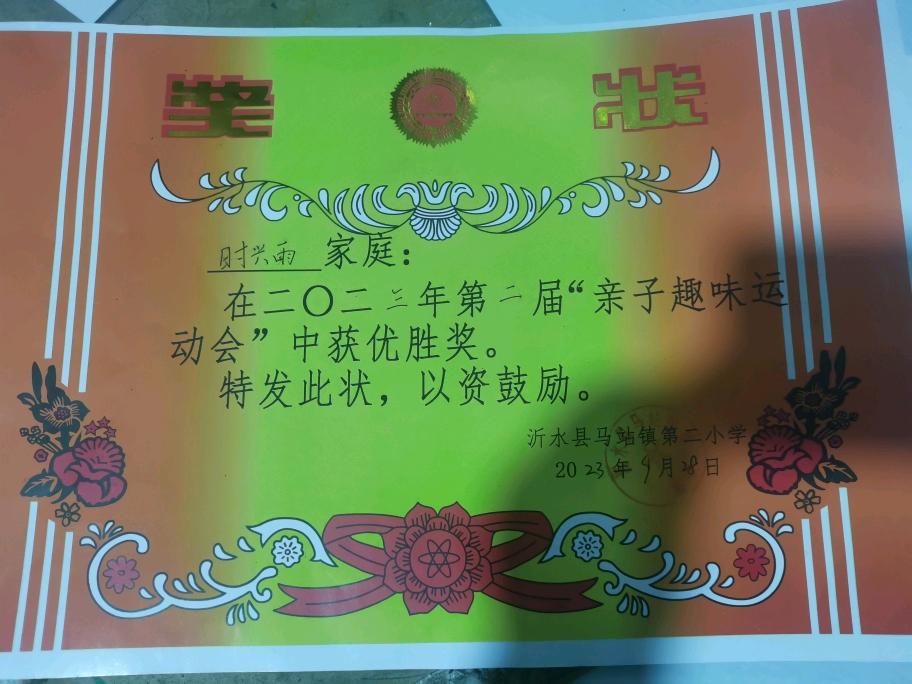 奖状
时兴雨 家庭：
在二〇二三年第二届“亲子趣味运
动会”中获优胜奖。
特发此状，以资鼓励。
沂水县马站镇第二小学
2023年9月28日